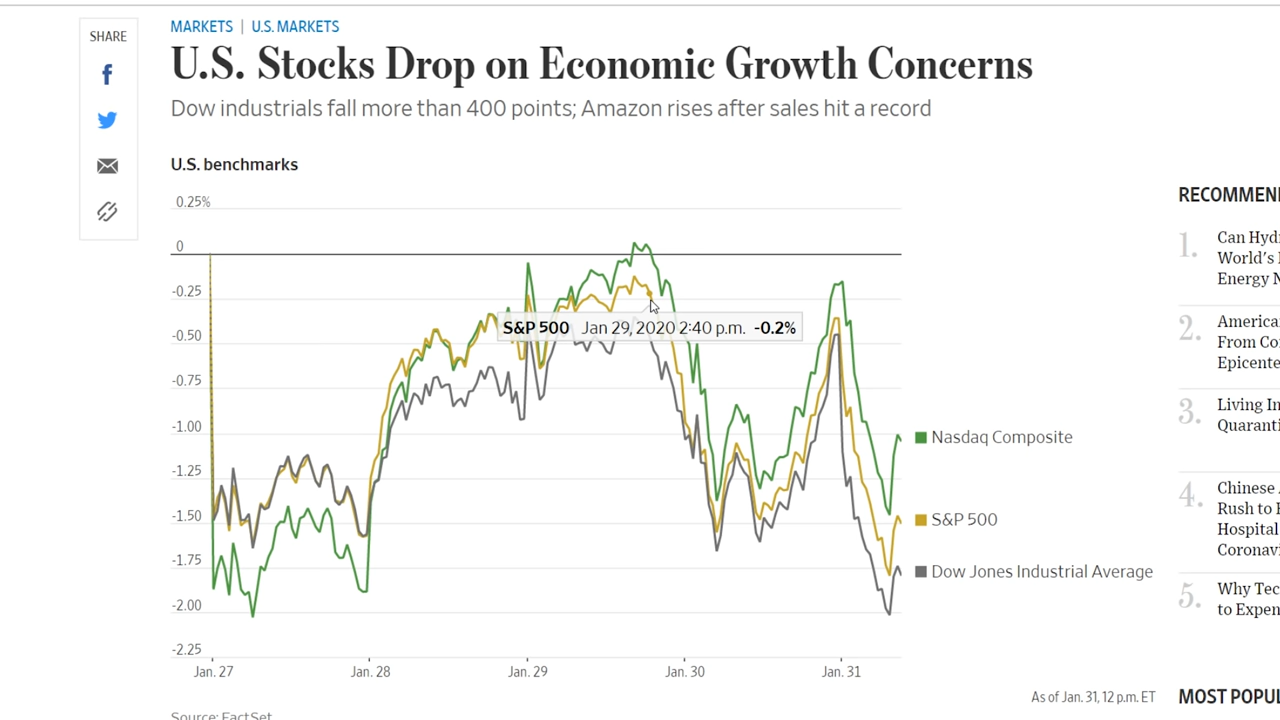 SHARE
MARKETS | U.S. MARKETS
U.S. Stocks Drop on Economic Growth Concerns
Dow industrials fall more than 400 points; Amazon rises after sales hit a record
U.S. benchmarks
0.25%
0
-0.25
-0.50
-0.75
-1.00
-1.25
-1.50
-1.75
-2.00
-2.25
S&P 500 Jan 29, 2020 2:40 p.m. -0.2%
Nasdaq Composite
S&P 500
Dow Jones Industrial Average
Jan. 27
Jan. 28
Jan. 29
Jan. 30
Jan. 31
As of Jan. 31, 12 p.m. ET
Source: FactSet
RECOMMEN
1.
Can Hyd
World's
Energy
2.
America
From Co
Epicente
3.
Living In
Quaranti
4.
Chinese
Rush to
Hospital
Coronavi
5.
Why Tec
to Expen
MOST POPUL